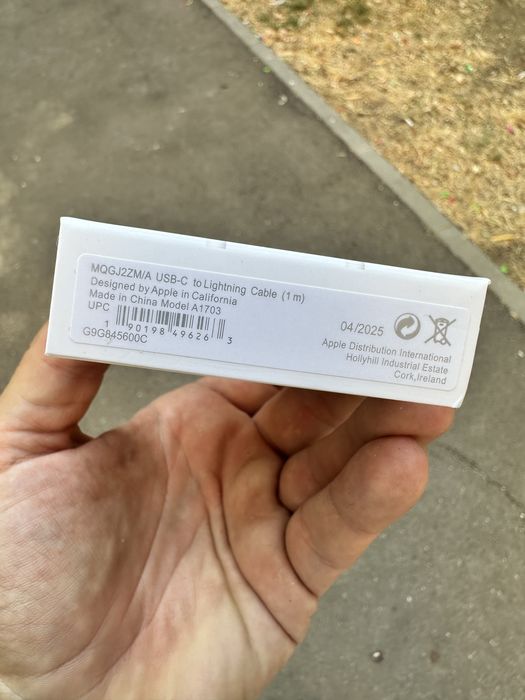 MQGJ2ZM/A USB-C to Lightning Cable (1 m)
Designed by Apple in California
Made in China Model A1703
UPC
1 90198 49626 3
G9G845600C
04/2025
Apple Distribution International
Hollyhill Industrial Estate
Cork,Ireland